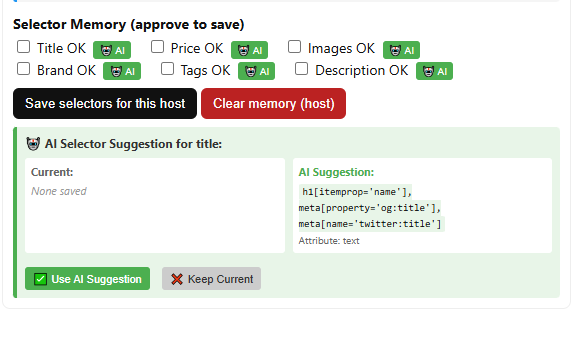 Selector Memory (approve to save)
Title OK AI Price OK AI Images OK AI
Brand OK AI Tags OK AI Description OK AI
Save selectors for this host Clear memory (host)
AI Selector Suggestion for title:
Current:
None saved
AI Suggestion:
h1[itemprop='name'],
meta[property='og:title'],
meta[name='twitter:title']
Attribute: text
Use AI Suggestion Keep Current